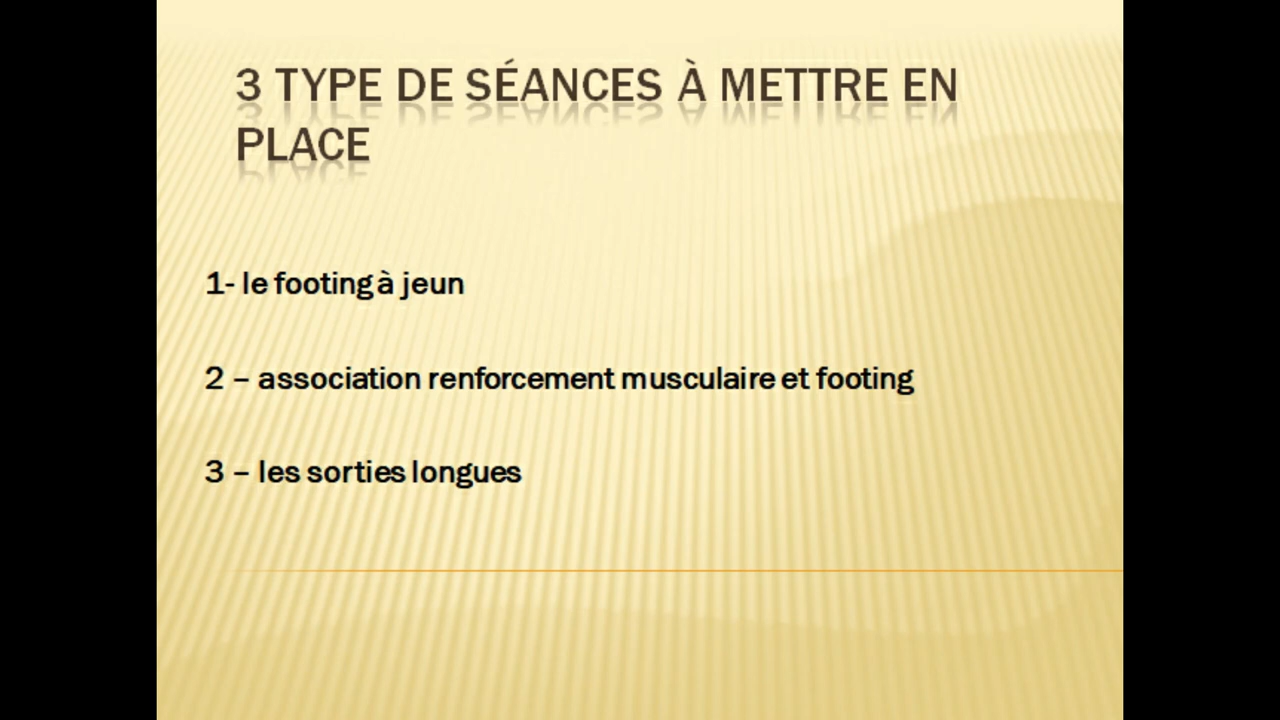 3 TYPE DE SÉANCES À METTRE EN
PLACE
1- le footing à jeun
2 – association renforcement musculaire et footing
3 – les sorties longues